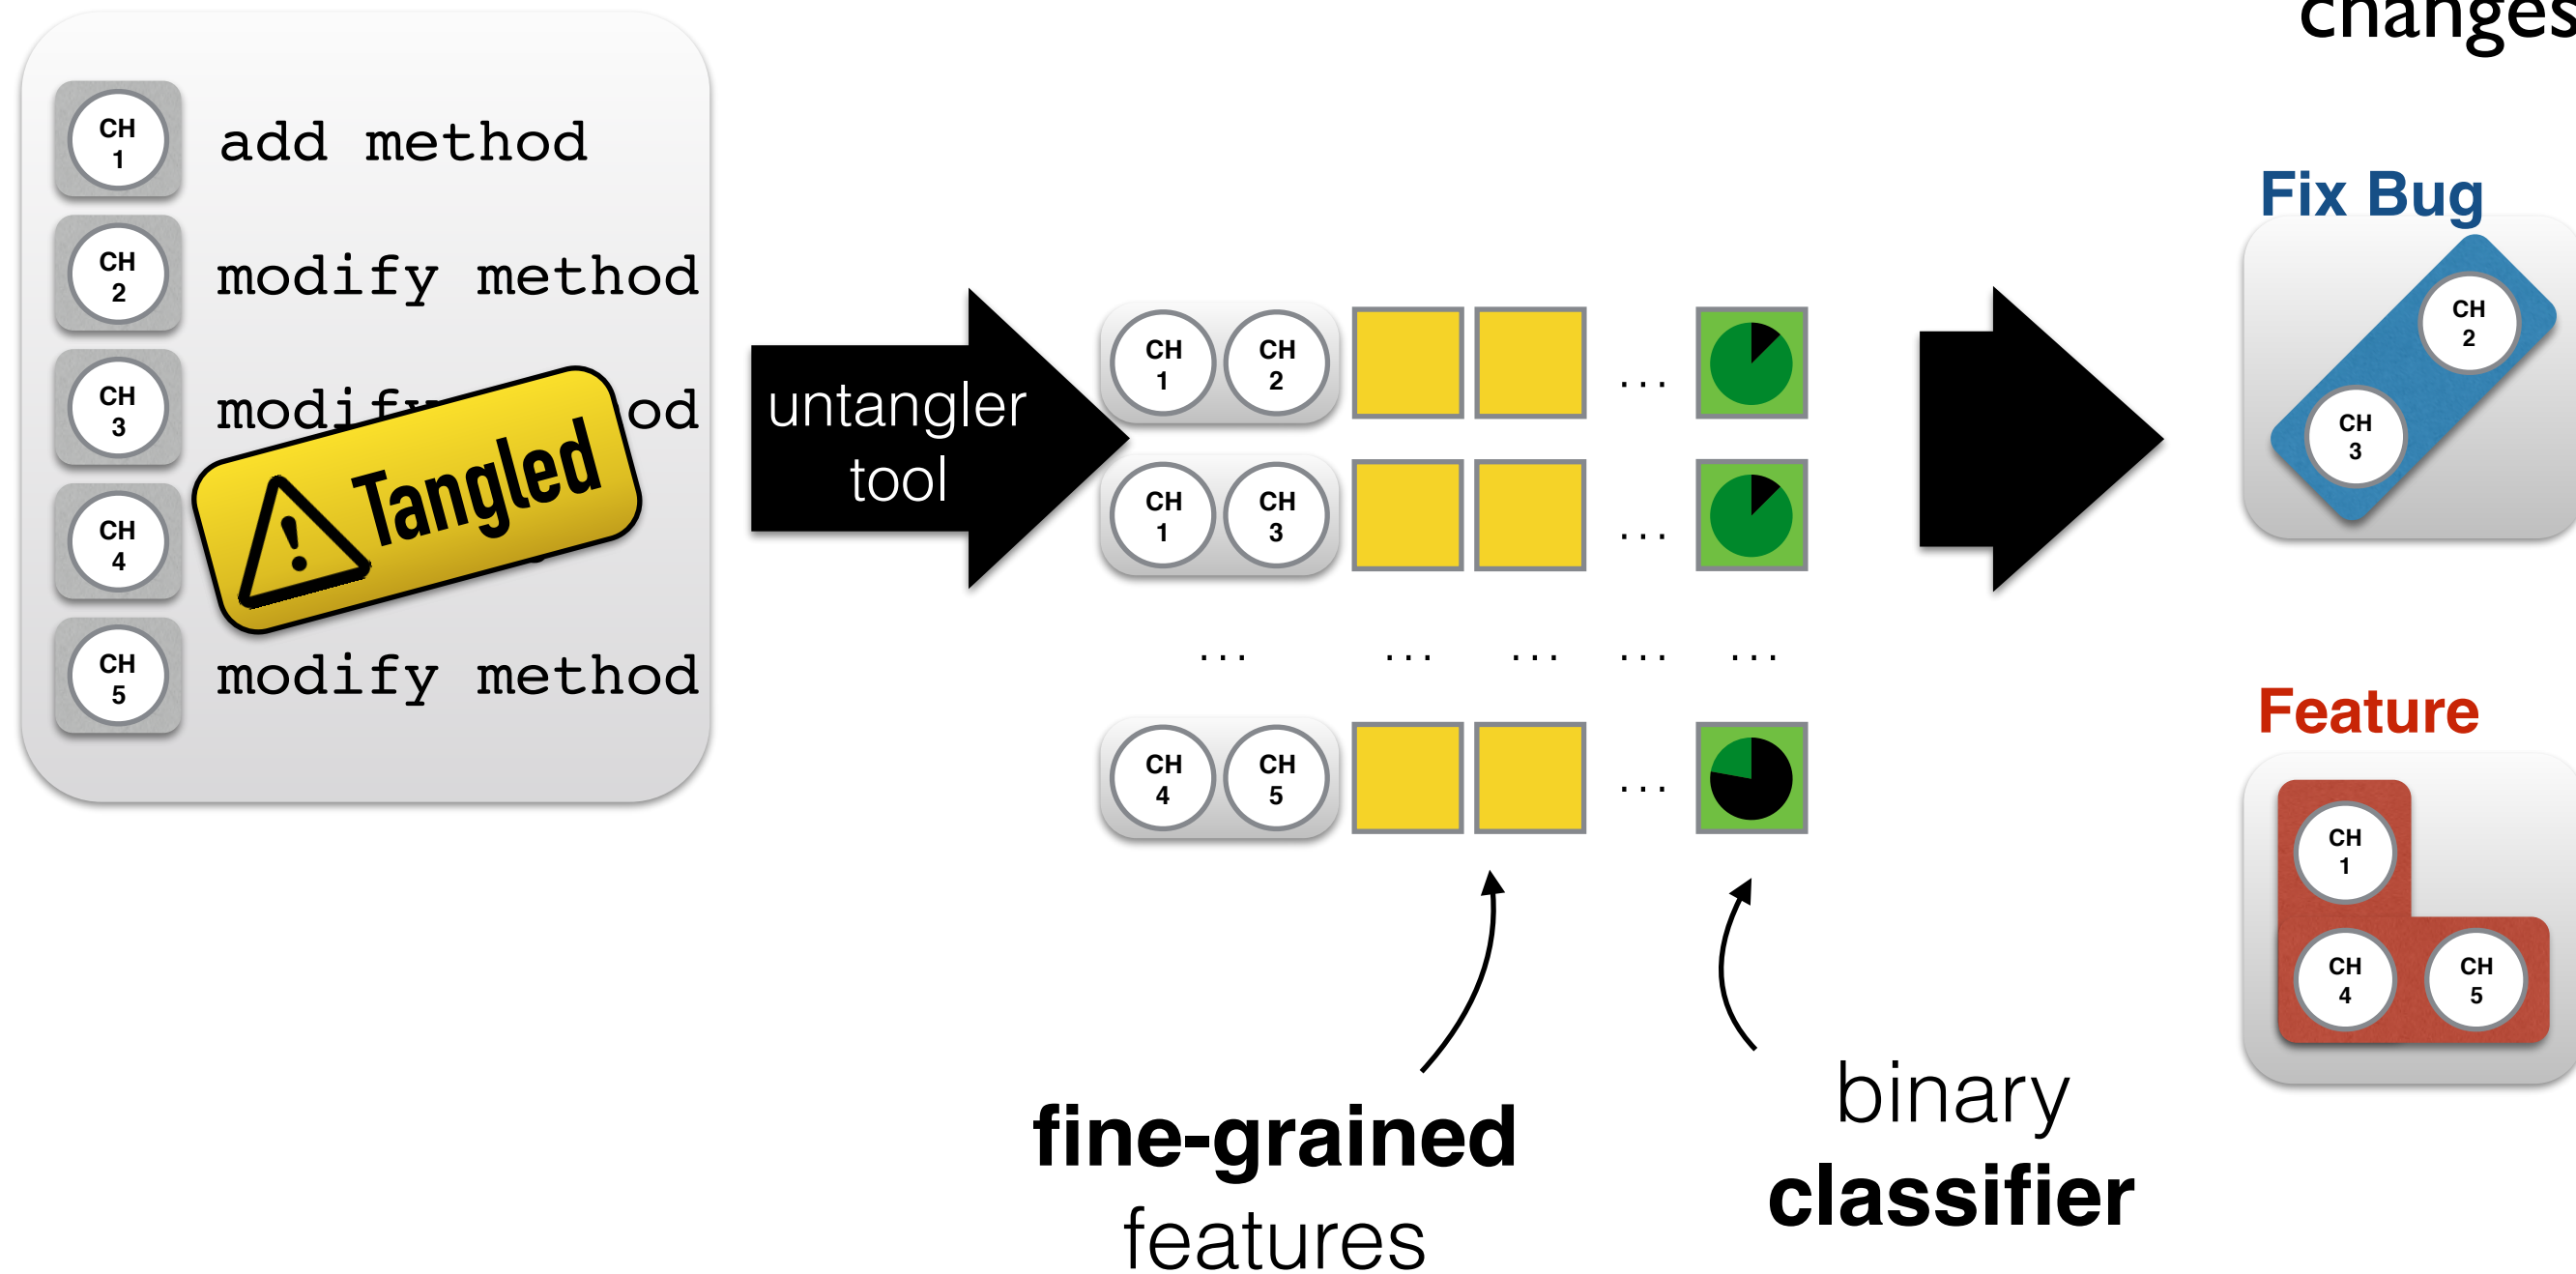 changes
CH
1
add method
CH
2
modify method
CH
3
CH
4
Tangled
CH
5
modify method
untangler
tool
CH
1
CH
2
...
CH
1
CH
3
...
... ... ... ... ...
CH
4
CH
5
...
fine-grained
features
binary
classifier
Fix Bug
CH
2
CH
3
Feature
CH
1
CH
4
CH
5